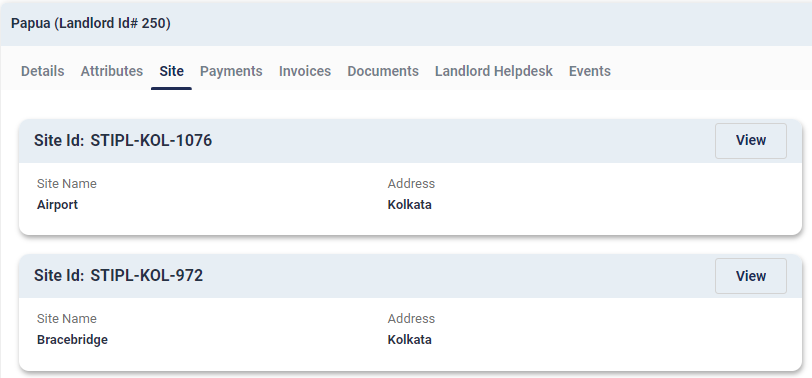 Papua (Landlord Id# 250)
Details Attributes Site Payments Invoices Documents Landlord Helpdesk Events
Site Id: STIPL-KOL-1076 View
Site Name Address
Airport Kolkata
Site Id: STIPL-KOL-972 View
Site Name Address
Bracebridge Kolkata